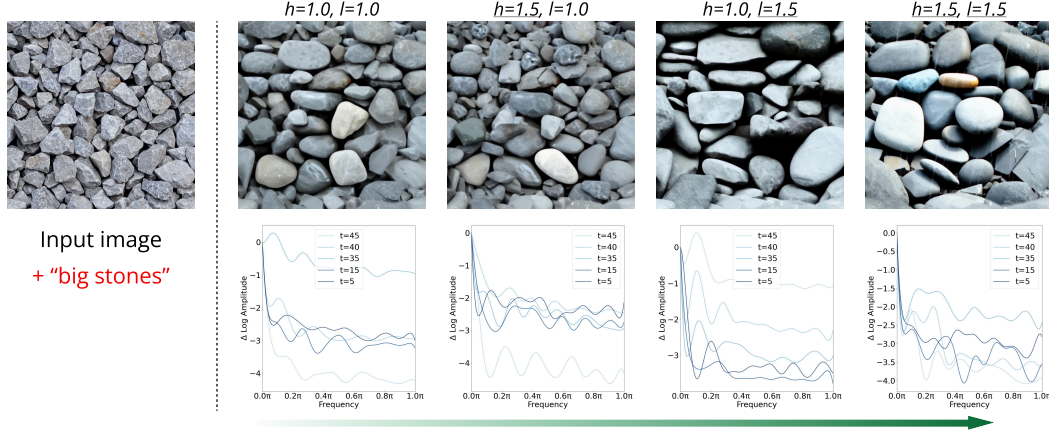 h=1.0, l=1.0
h=1.5, l=1.0
h=1.0, l=1.5
h=1.5, l=1.5
Input image
+ “big stones”
Δ Log Amplitude
0
−1
−2
−3
−4
t=45
t=40
t=35
t=15
t=5
0.0π 0.2π 0.4π 0.6π 0.8π 1.0π
Frequency
Δ Log Amplitude
0.0
−1
−2
−3
−4
t=45
t=40
t=35
t=15
t=5
0.0π 0.2π 0.4π 0.6π 0.8π 1.0π
Frequency
Δ Log Amplitude
0
−1
−2
−3
t=45
t=40
t=35
t=15
t=5
0.0π 0.2π 0.4π 0.6π 0.8π 1.0π
Frequency
Δ Log Amplitude
0.0
−0.5
−1.0
−1.5
−2.0
−2.5
−3.0
−3.5
−4.0
t=45
t=40
t=35
t=15
t=5
0.0π 0.2π 0.4π 0.6π 0.8π 1.0π
Frequency